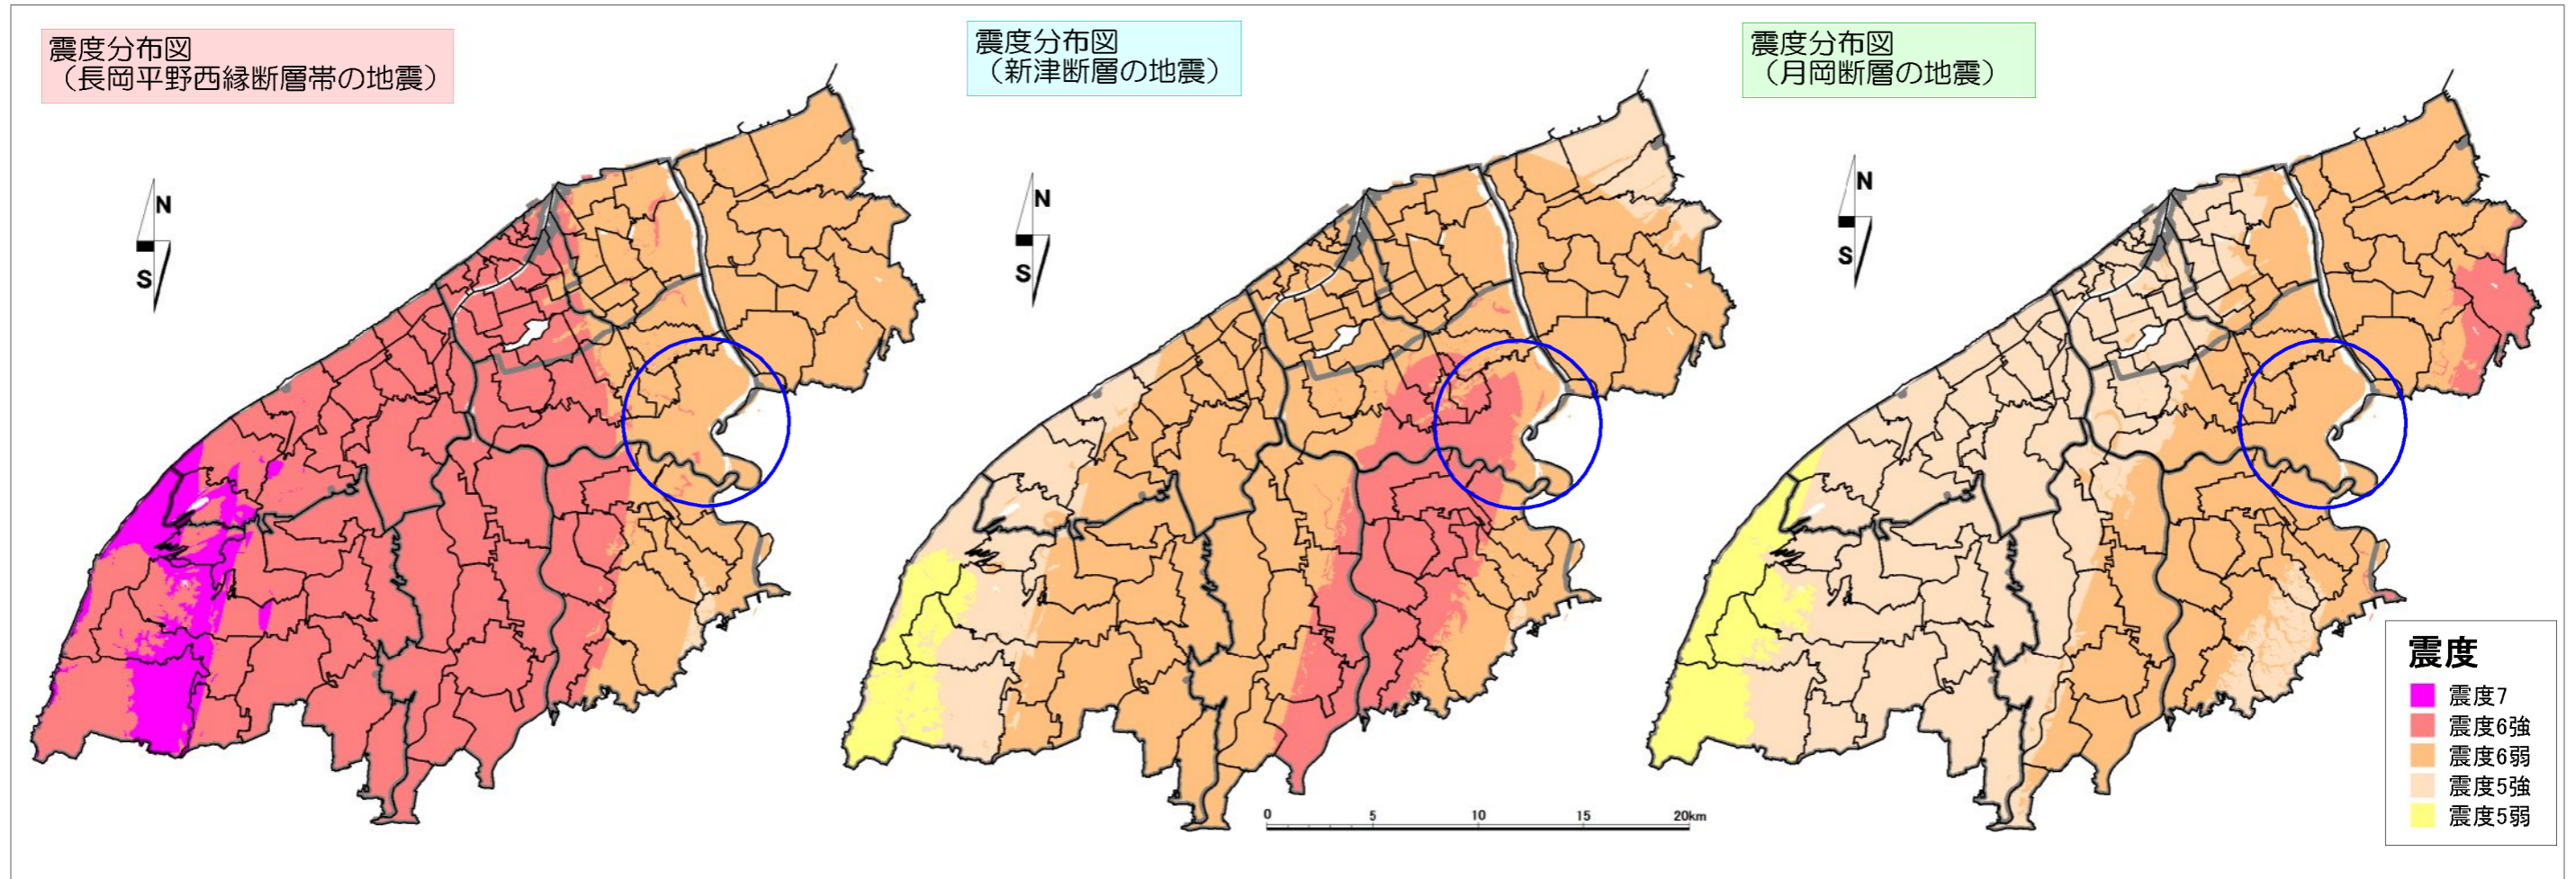 震度分布図
（長岡平野西縁断層帯の地震）
震度分布図
（新津断層の地震）
震度分布図
（月岡断層の地震）
N
S
N
S
N
S
震度
震度7
震度6強
震度6弱
震度5強
震度5弱
0 5 10 15 20km